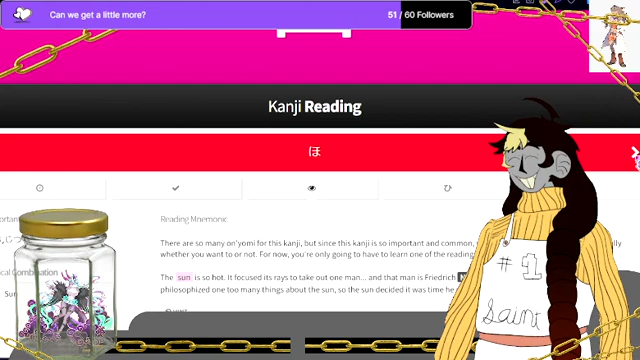 Can we get a little more? 51 / 60 Followers
Kanji Reading
ほ
ひ
Reading Mnemonic
There are so many on'yomi for this kanji, but since this kanji is so important and common,
whether you want to or not. For now, you're only going to have to learn one of the reading
The sun is so hot. It focused its rays to take out one man... and that man is Friedrich N
philosophized one too many things about the sun, so the sun decided it was time he
Sun
#1
Saint